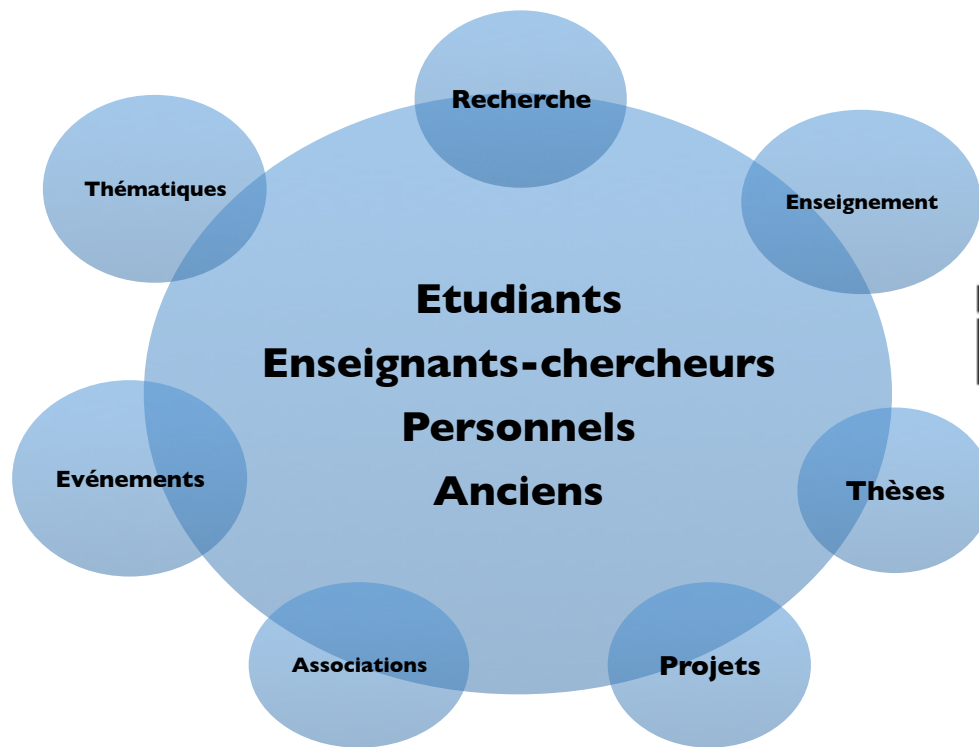 Recherche
Thématiques
Enseignement
Etudiants
Enseignants-chercheurs
Personnels
Anciens
Evénements
Thèses
Associations
Projets